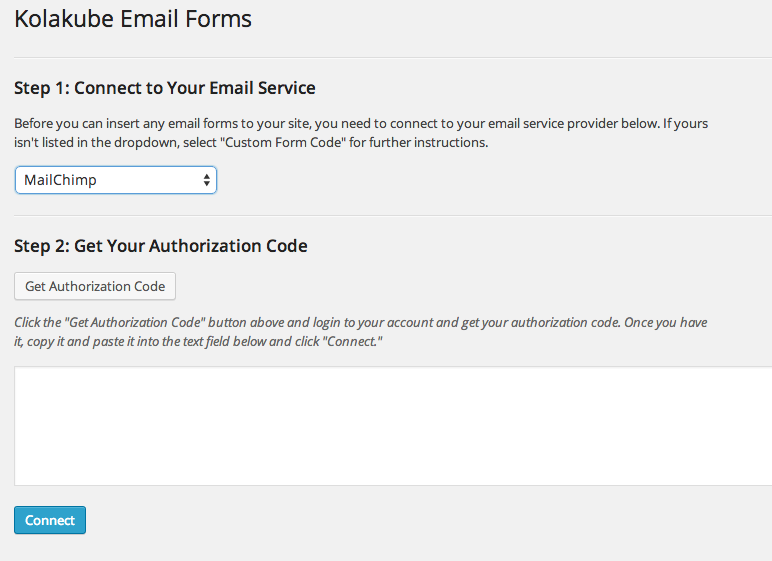 Kolakube Email Forms
Step 1: Connect to Your Email Service
Before you can insert any email forms to your site, you need to connect to your email service provider below. If yours
isn't listed in the dropdown, select "Custom Form Code" for further instructions.
MailChimp
Step 2: Get Your Authorization Code
Get Authorization Code
Click the "Get Authorization Code" button above and login to your account and get your authorization code. Once you have
it, copy it and paste it into the text field below and click "Connect."
Connect